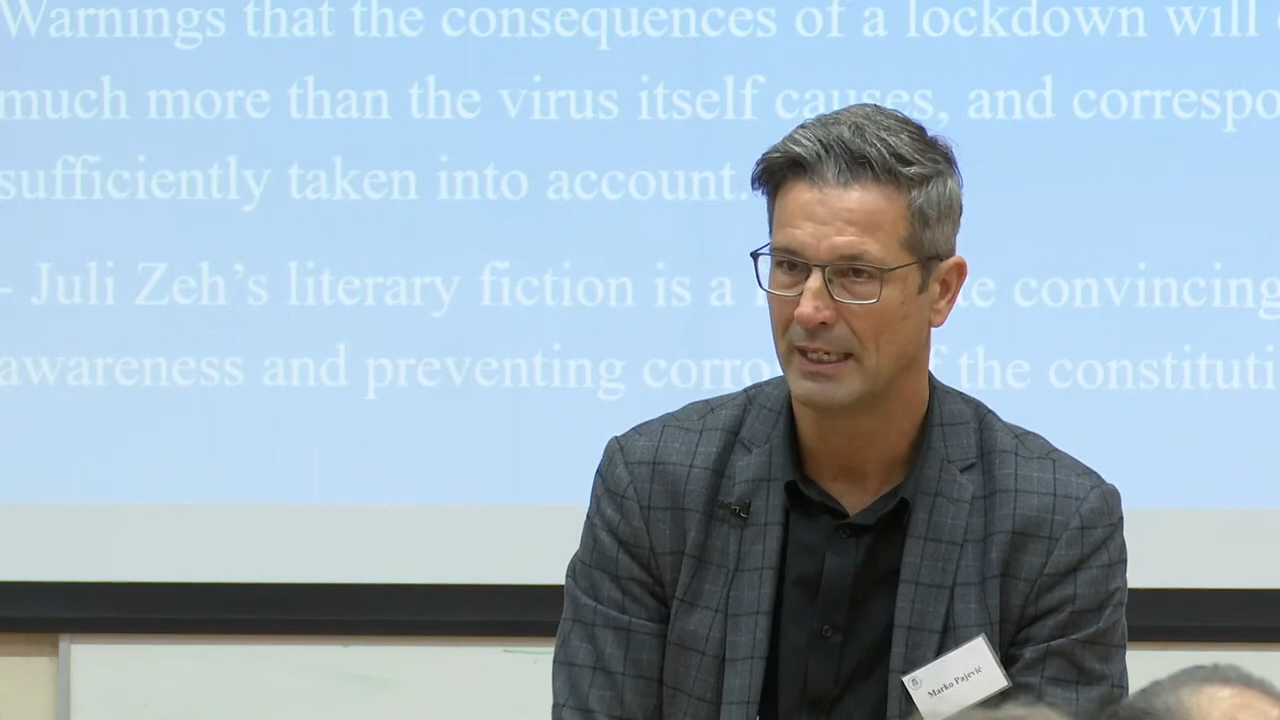 Warnings that the consequences of a lockdown will
much more than the virus itself causes, and correspo
sufficiently taken into account.
- Juli Zeh's literary fiction is a te convincing
awareness and preventing corro f the constituti
Marko Pajević